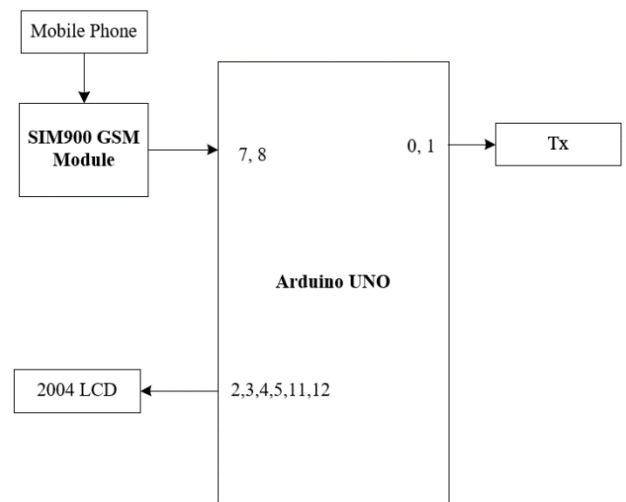 Mobile Phone
SIM900 GSM
Module
7, 8
0, 1
Tx
Arduino UNO
2004 LCD
2,3,4,5,11,12